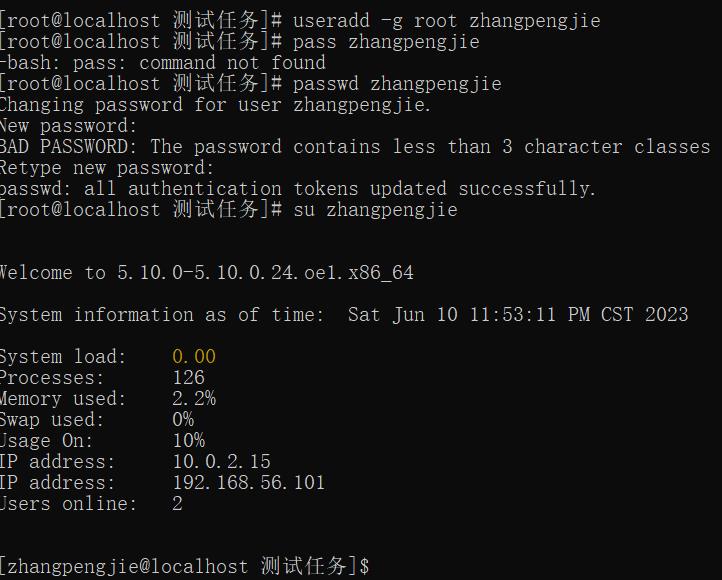 [root@localhost 测试任务]# useradd -g root zhangpengjie
[root@localhost 测试任务]# pass zhangpengjie
-bash: pass: command not found
[root@localhost 测试任务]# passwd zhangpengjie
Changing password for user zhangpengjie.
New password:
BAD PASSWORD: The password contains less than 3 character classes
Retype new password:
passwd: all authentication tokens updated successfully.
[root@localhost 测试任务]# su zhangpengjie
Welcome to 5.10.0-5.10.0.24.oe1.x86_64
System information as of time:  Sat Jun 10 11:53:11 PM CST 2023
System load:    0.00
Processes:      126
Memory used:    2.2%
Swap used:      0%
Usage On:       10%
IP address:     10.0.2.15
IP address:     192.168.56.101
Users online:   2
[zhangpengjie@localhost 测试任务]$